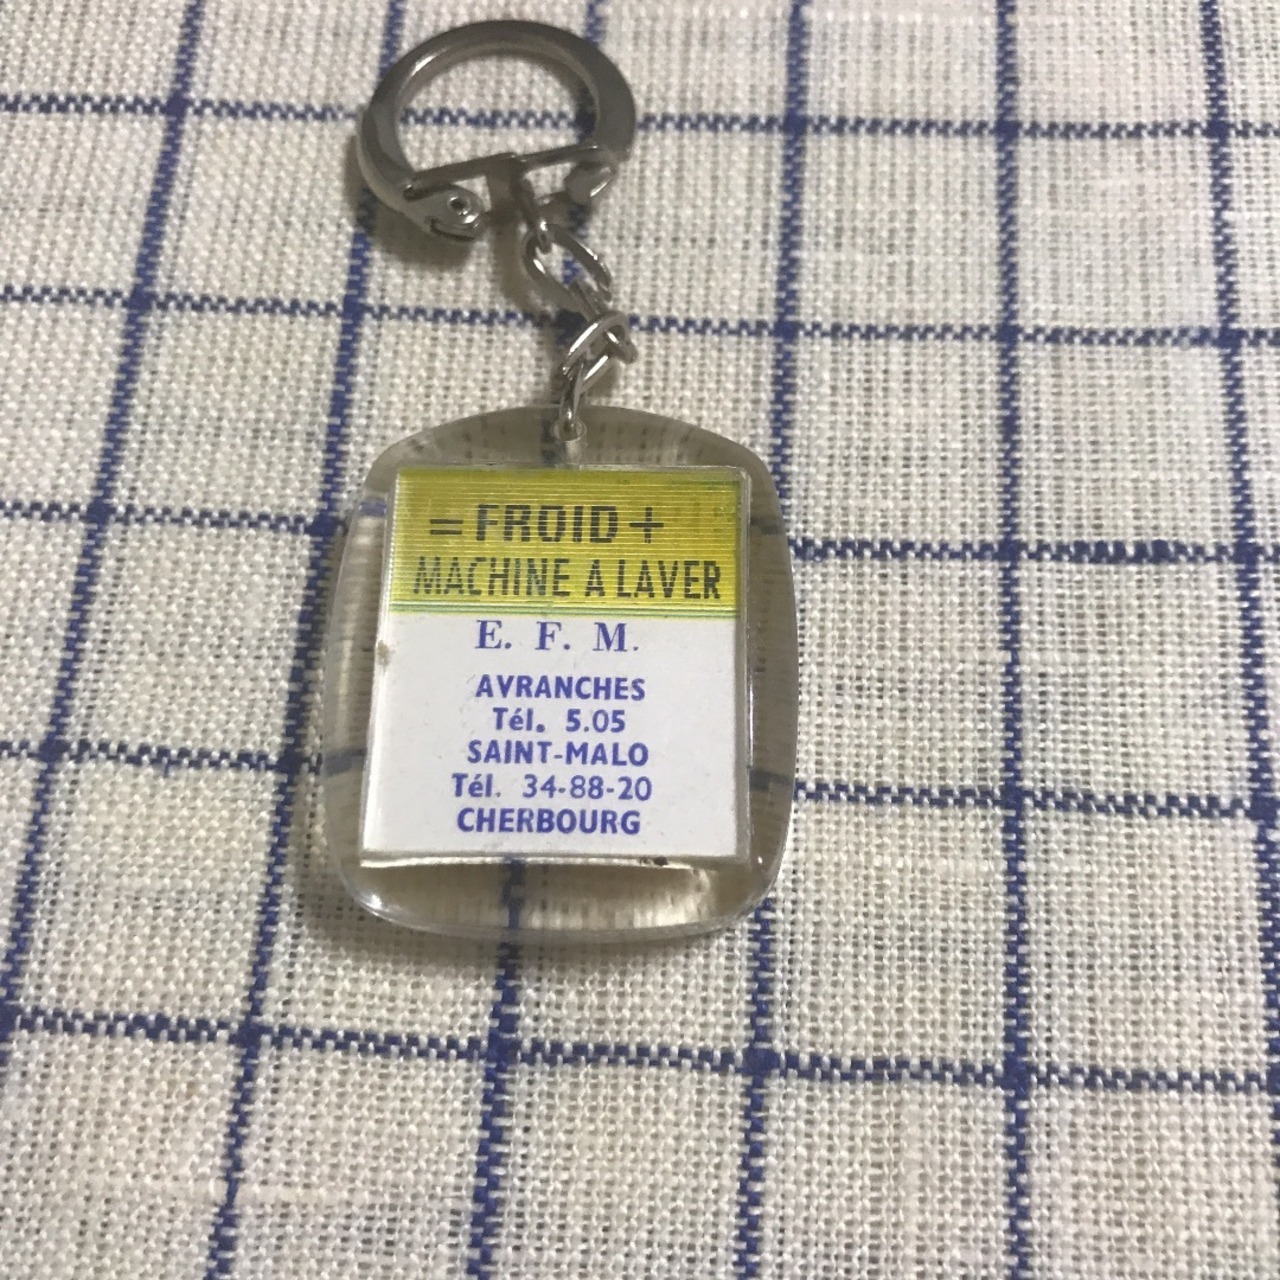 = FROID +
MACHINE A LAVER
E. F. M.
AVRANCHES
Tél. 5.05
SAINT-MALO
Tél. 34-88-20
CHERBOURG